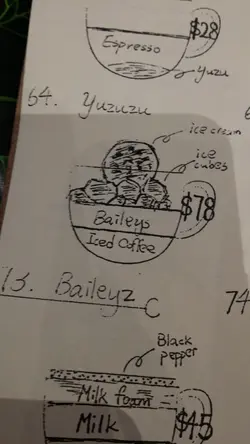 $28
Espresso
Yuzu
64. Yuzuzu
ice cream
ice
cubes
Baileys
$78
Iced Coffee
73. Baileyz
C
74
Black
pepper
Milk foam
Milk
$45